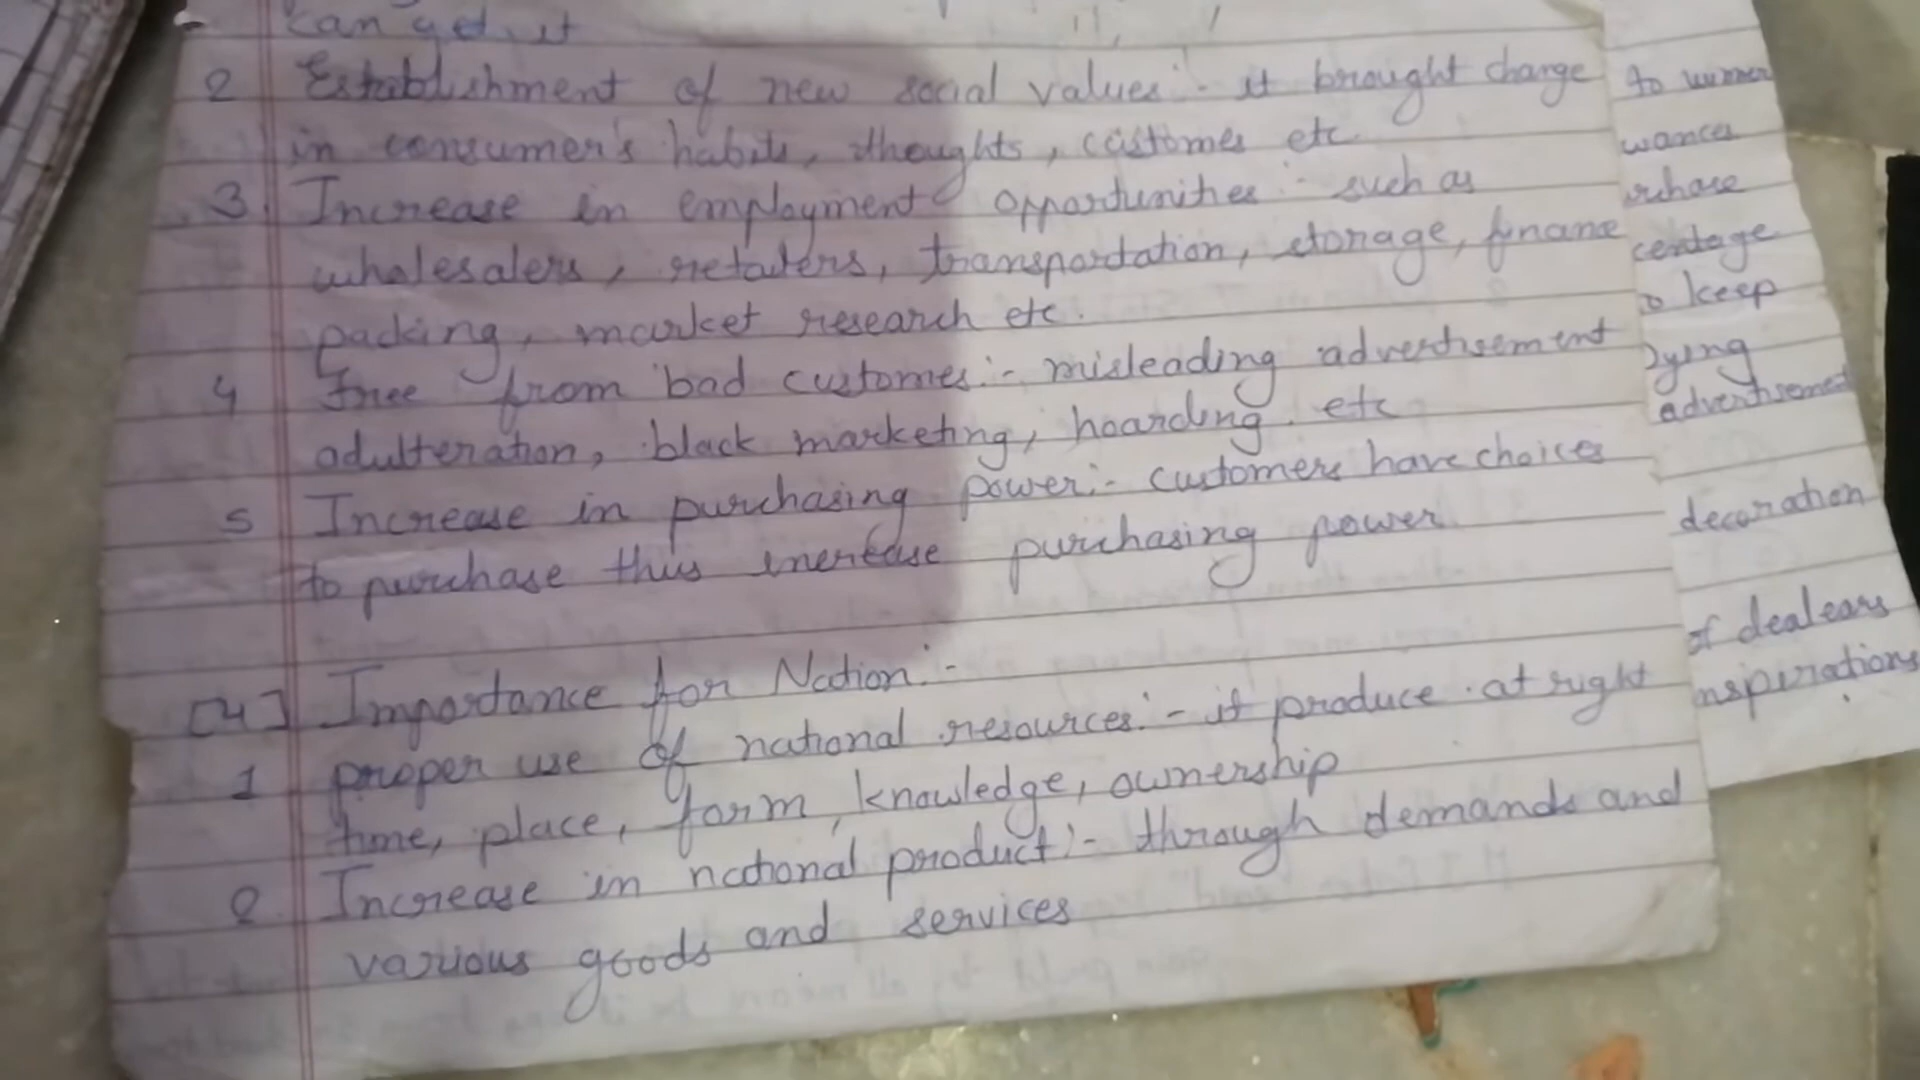 can get it
2 Establishment of new social values :- it brought change
in consumer's habits, thoughts, customes etc
3 Increase in employment opportunities :- such as
wholesalers, retailers, transportation, storage, finance
packing, market research etc.
4 Free from bad customes :- misleading advertisement
adulteration, black marketing, hoarding. etc
5 Increase in purchasing power :- customers have choices
to purchase thus increase purchasing power
[4] Importance for Nation :-
1 proper use of national resources :- it produce at right
time, place, form, knowledge, ownership
2 Increase in national product :- through demands and
various goods and services
to
wances
rchase
centage
o keep
ying
advertisement
decoration
of dealears
nspirations